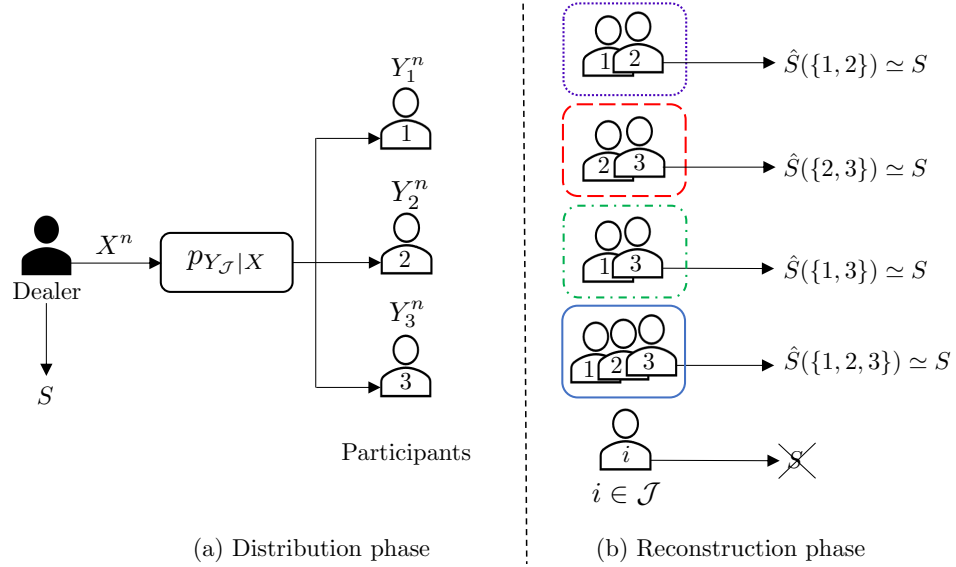 Y_1^n
1
Y_2^n
2
Y_3^n
3
X^n
p_{Y_𝒥|X}
Dealer
S
Participants
(a) Distribution phase
1 2
Ŝ({1, 2}) ≃ S
2 3
Ŝ({2, 3}) ≃ S
1 3
Ŝ({1, 3}) ≃ S
1 2 3
Ŝ({1, 2, 3}) ≃ S
i
S
i ∈ 𝒥
(b) Reconstruction phase